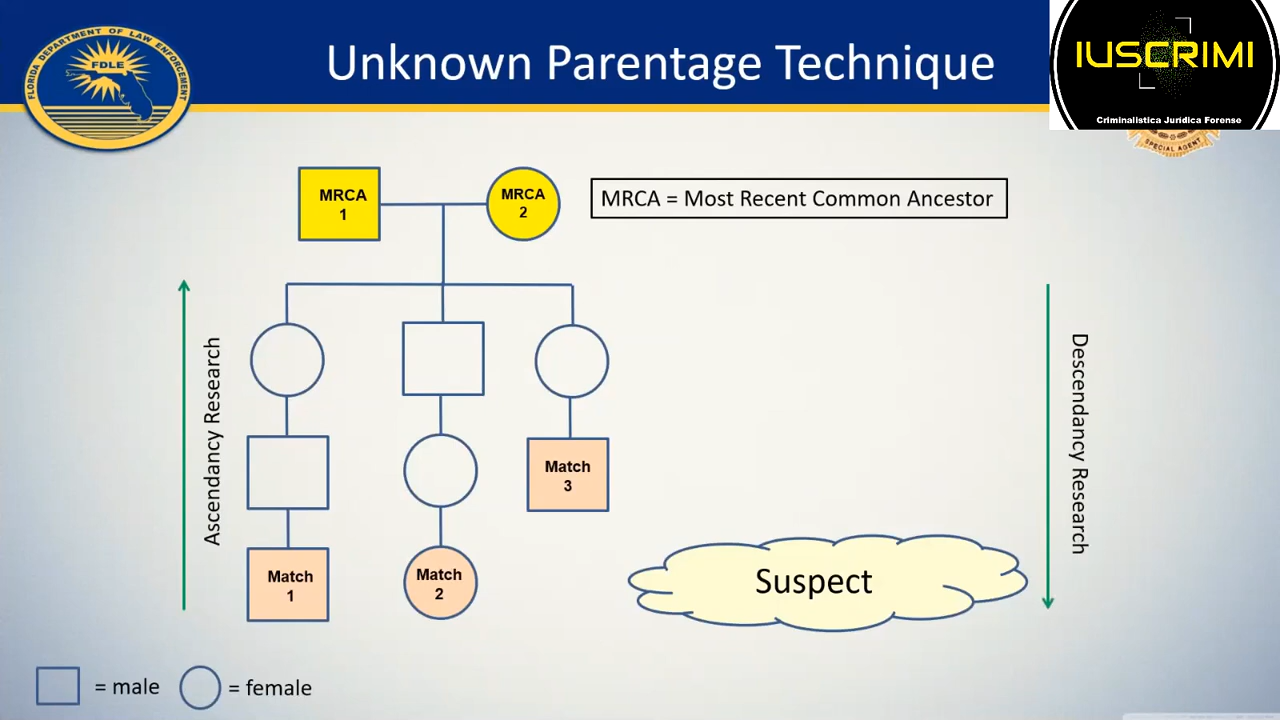 Unknown Parentage Technique
FLORIDA DEPARTMENT OF LAW ENFORCEMENT
FDLE
IUSCRIMI
Criminalistica Jurídica Forense
SPECIAL AGENT
MRCA
1
MRCA
2
MRCA = Most Recent Common Ancestor
Ascendancy Research
Descendancy Research
Match
3
Match
1
Match
2
Suspect
= male
= female